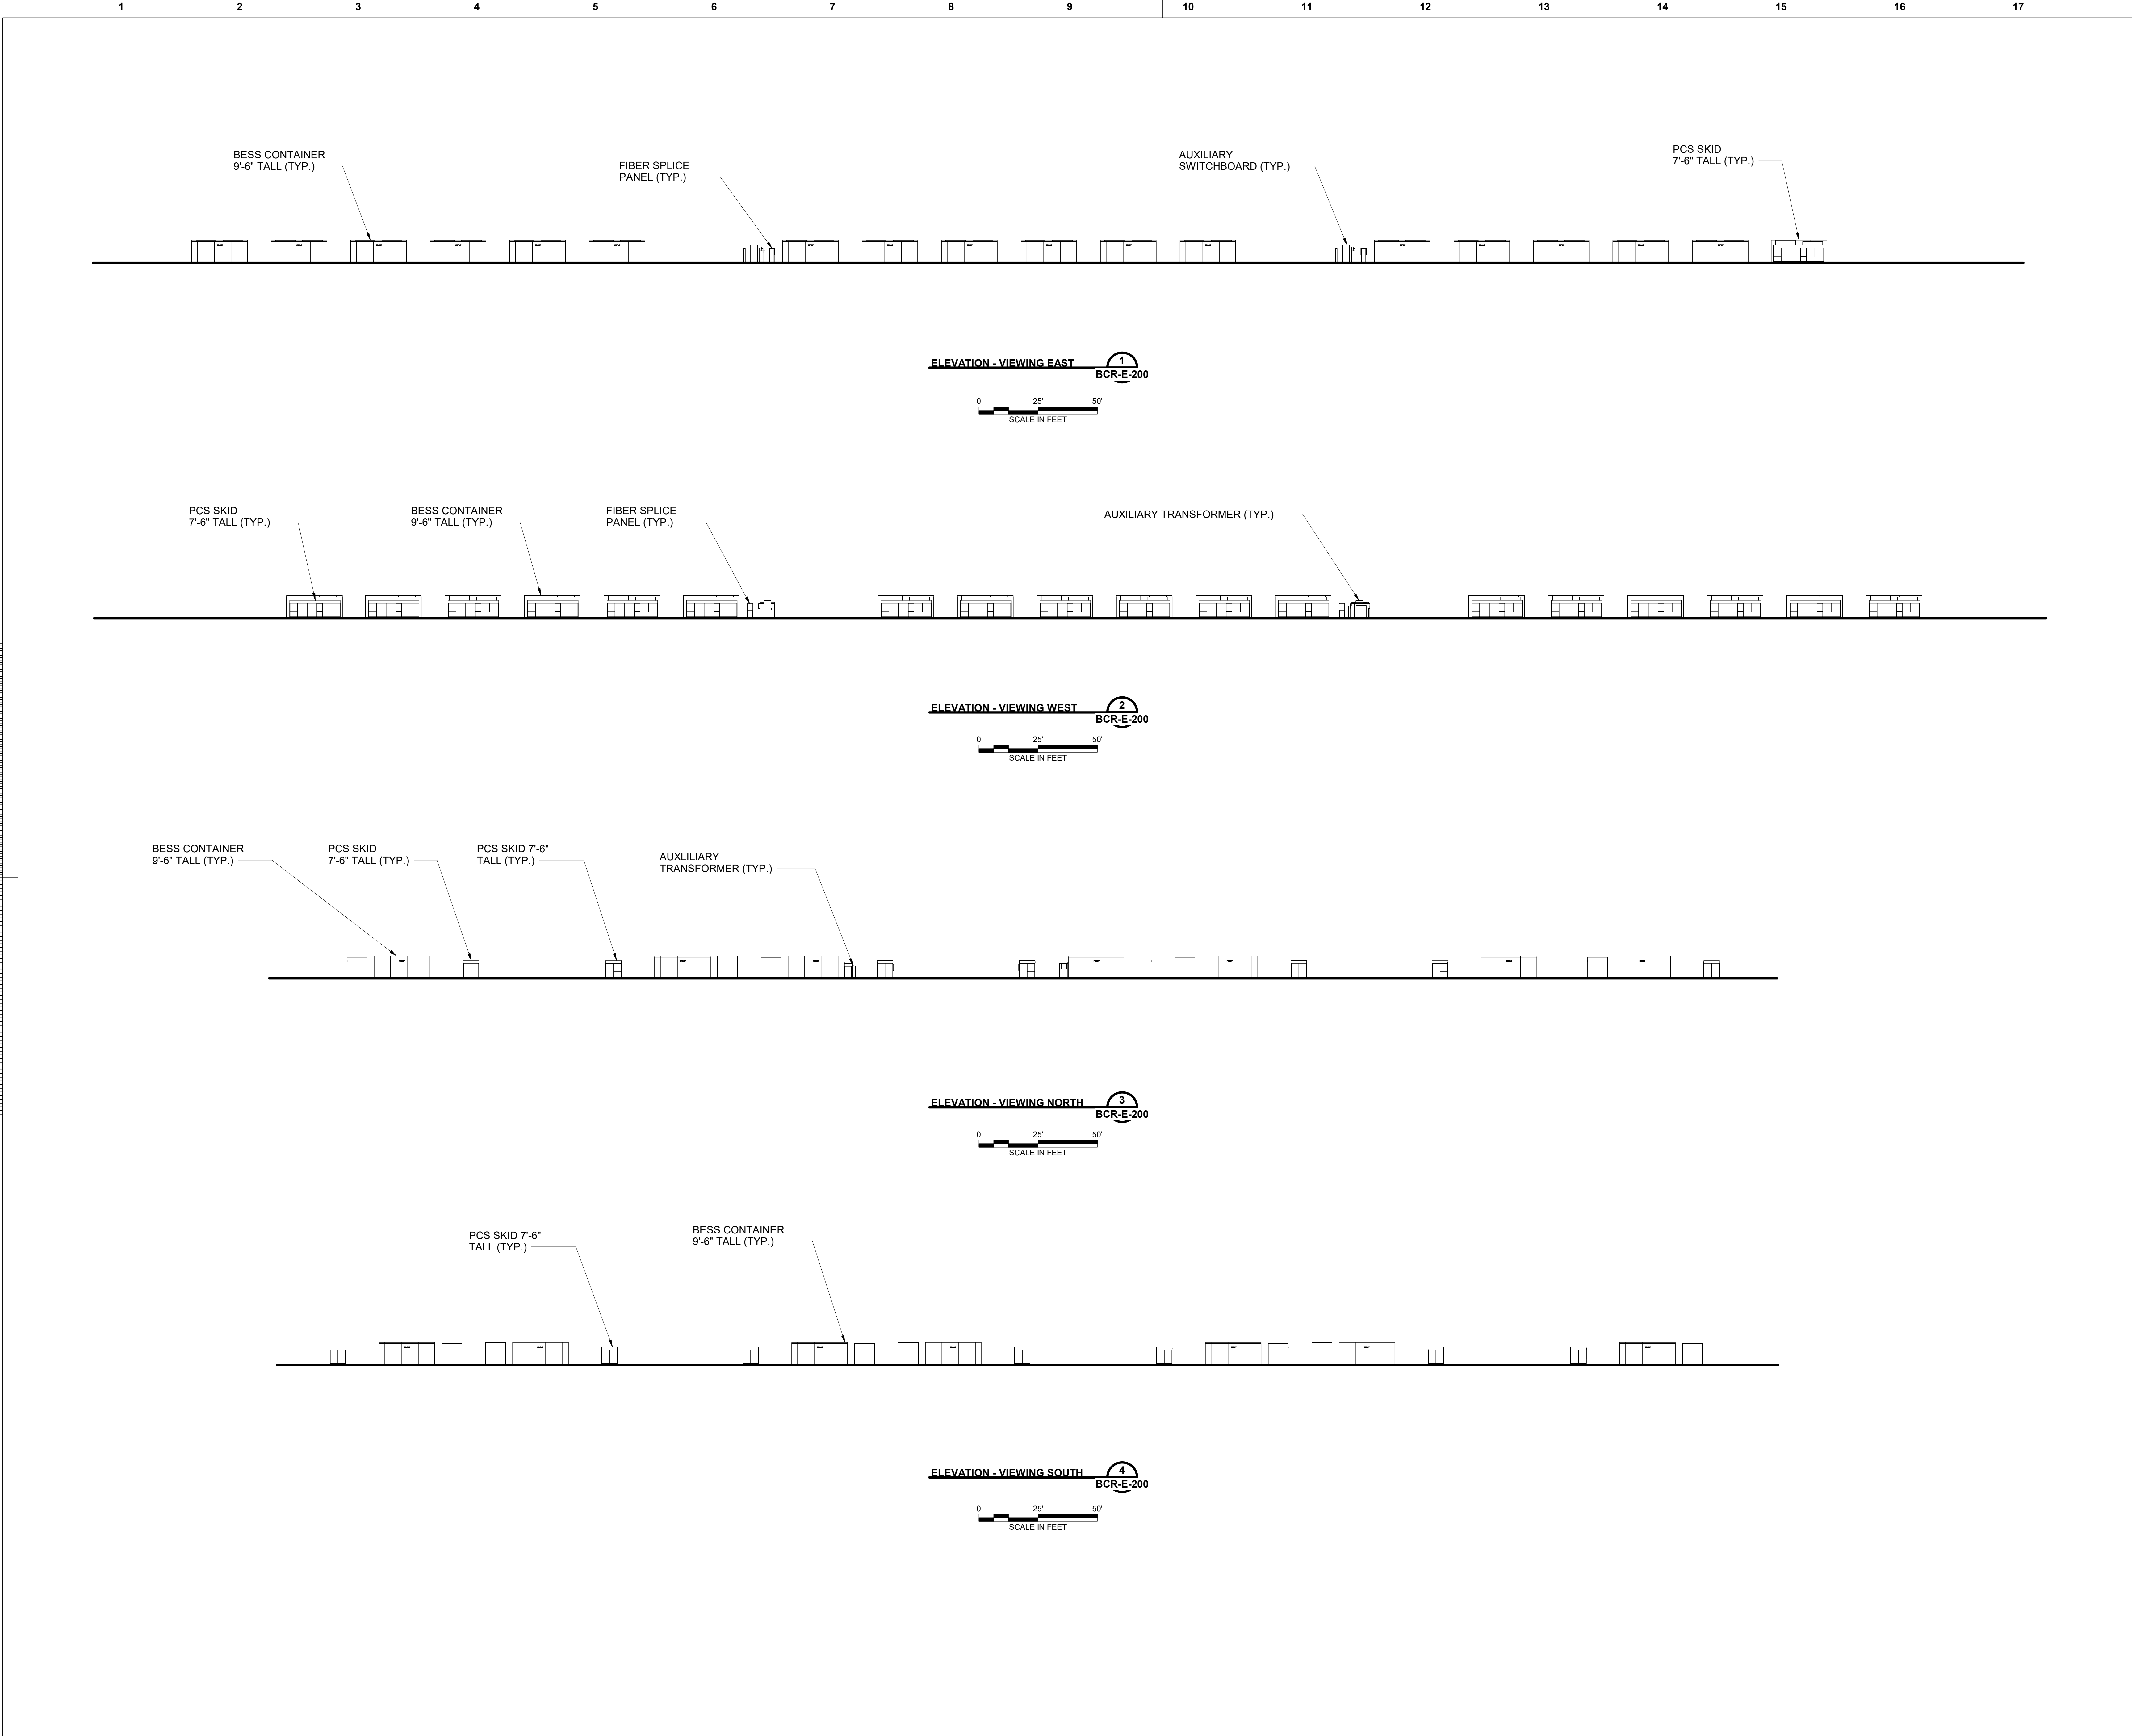 1 2 3 4 5 6 7 8 9 10 11 12 13 14 15 16 17
BESS CONTAINER
9'-6" TALL (TYP.)
FIBER SPLICE
PANEL (TYP.)
AUXILIARY
SWITCHBOARD (TYP.)
PCS SKID
7'-6" TALL (TYP.)
ELEVATION - VIEWING EAST
1
BCR-E-200
0 25' 50'
SCALE IN FEET
PCS SKID
7'-6" TALL (TYP.)
BESS CONTAINER
9'-6" TALL (TYP.)
FIBER SPLICE
PANEL (TYP.)
AUXILIARY TRANSFORMER (TYP.)
ELEVATION - VIEWING WEST
2
BCR-E-200
0 25' 50'
SCALE IN FEET
BESS CONTAINER
9'-6" TALL (TYP.)
PCS SKID
7'-6" TALL (TYP.)
PCS SKID 7'-6"
TALL (TYP.)
AUXLILIARY
TRANSFORMER (TYP.)
ELEVATION - VIEWING NORTH
3
BCR-E-200
0 25' 50'
SCALE IN FEET
PCS SKID 7'-6"
TALL (TYP.)
BESS CONTAINER
9'-6" TALL (TYP.)
ELEVATION - VIEWING SOUTH
4
BCR-E-200
0 25' 50'
SCALE IN FEET